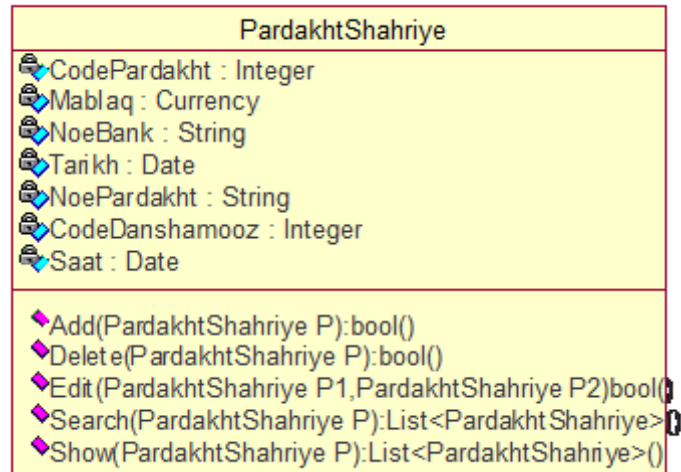 PardakhtShahriye
CodePardakht : Integer
Mablaq : Currency
NoeBank : String
Tarikh : Date
NoePardakht : String
CodeDanshamooz : Integer
Saat : Date
Add(PardakhtShahriye P):bool()
Delete(PardakhtShahriye P):bool()
Edit(PardakhtShahriye P1,PardakhtShahriye P2)bool()
Search(PardakhtShahriye P):List<PardakhtShahriye>()
Show(PardakhtShahriye P):List<PardakhtShahriye>()